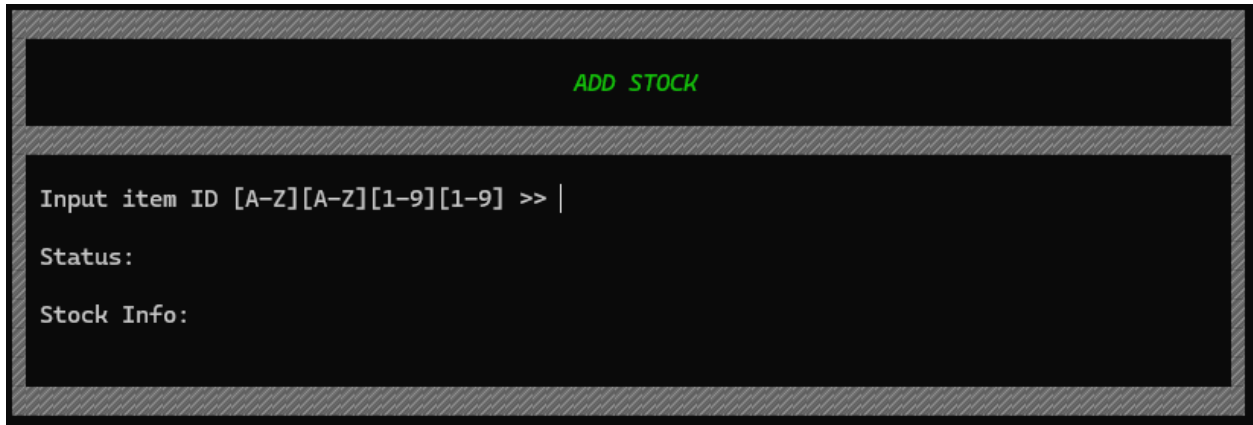 ADD STOCK
Input item ID [A-Z][A-Z][1-9][1-9] >>
Status:
Stock Info: